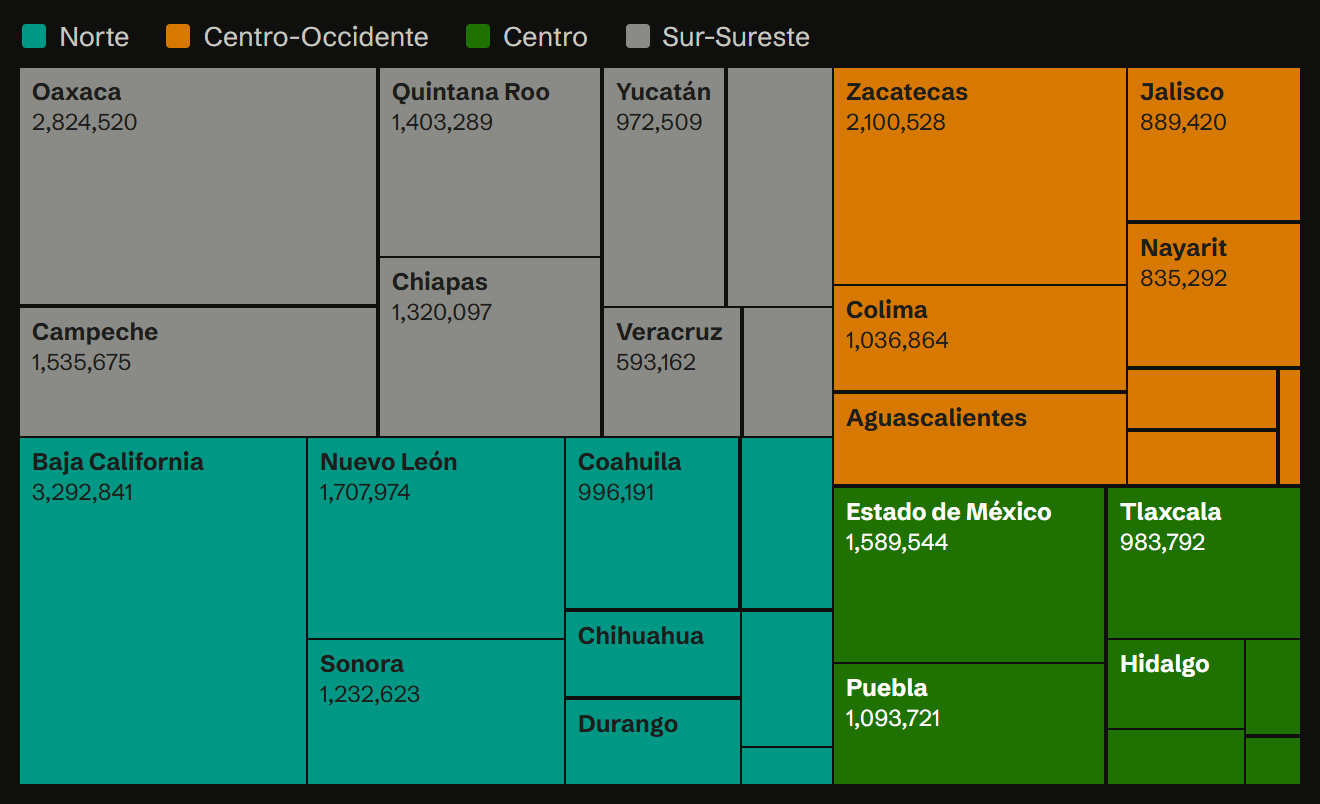 Norte
Centro-Occidente
Centro
Sur-Sureste
Oaxaca
2,824,520
Campeche
1,535,675
Quintana Roo
1,403,289
Chiapas
1,320,097
Yucatán
972,509
Veracruz
593,162
Zacatecas
2,100,528
Colima
1,036,864
Aguascalientes
Jalisco
889,420
Nayarit
835,292
Baja California
3,292,841
Nuevo León
1,707,974
Sonora
1,232,623
Coahuila
996,191
Chihuahua
Durango
Estado de México
1,589,544
Puebla
1,093,721
Tlaxcala
983,792
Hidalgo